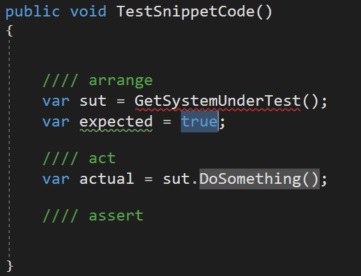 public void TestSnippetCode()
{
//// arrange
var sut = GetSystemUnderTest();
var expected = true;
//// act
var actual = sut.DoSomething();
//// assert
}